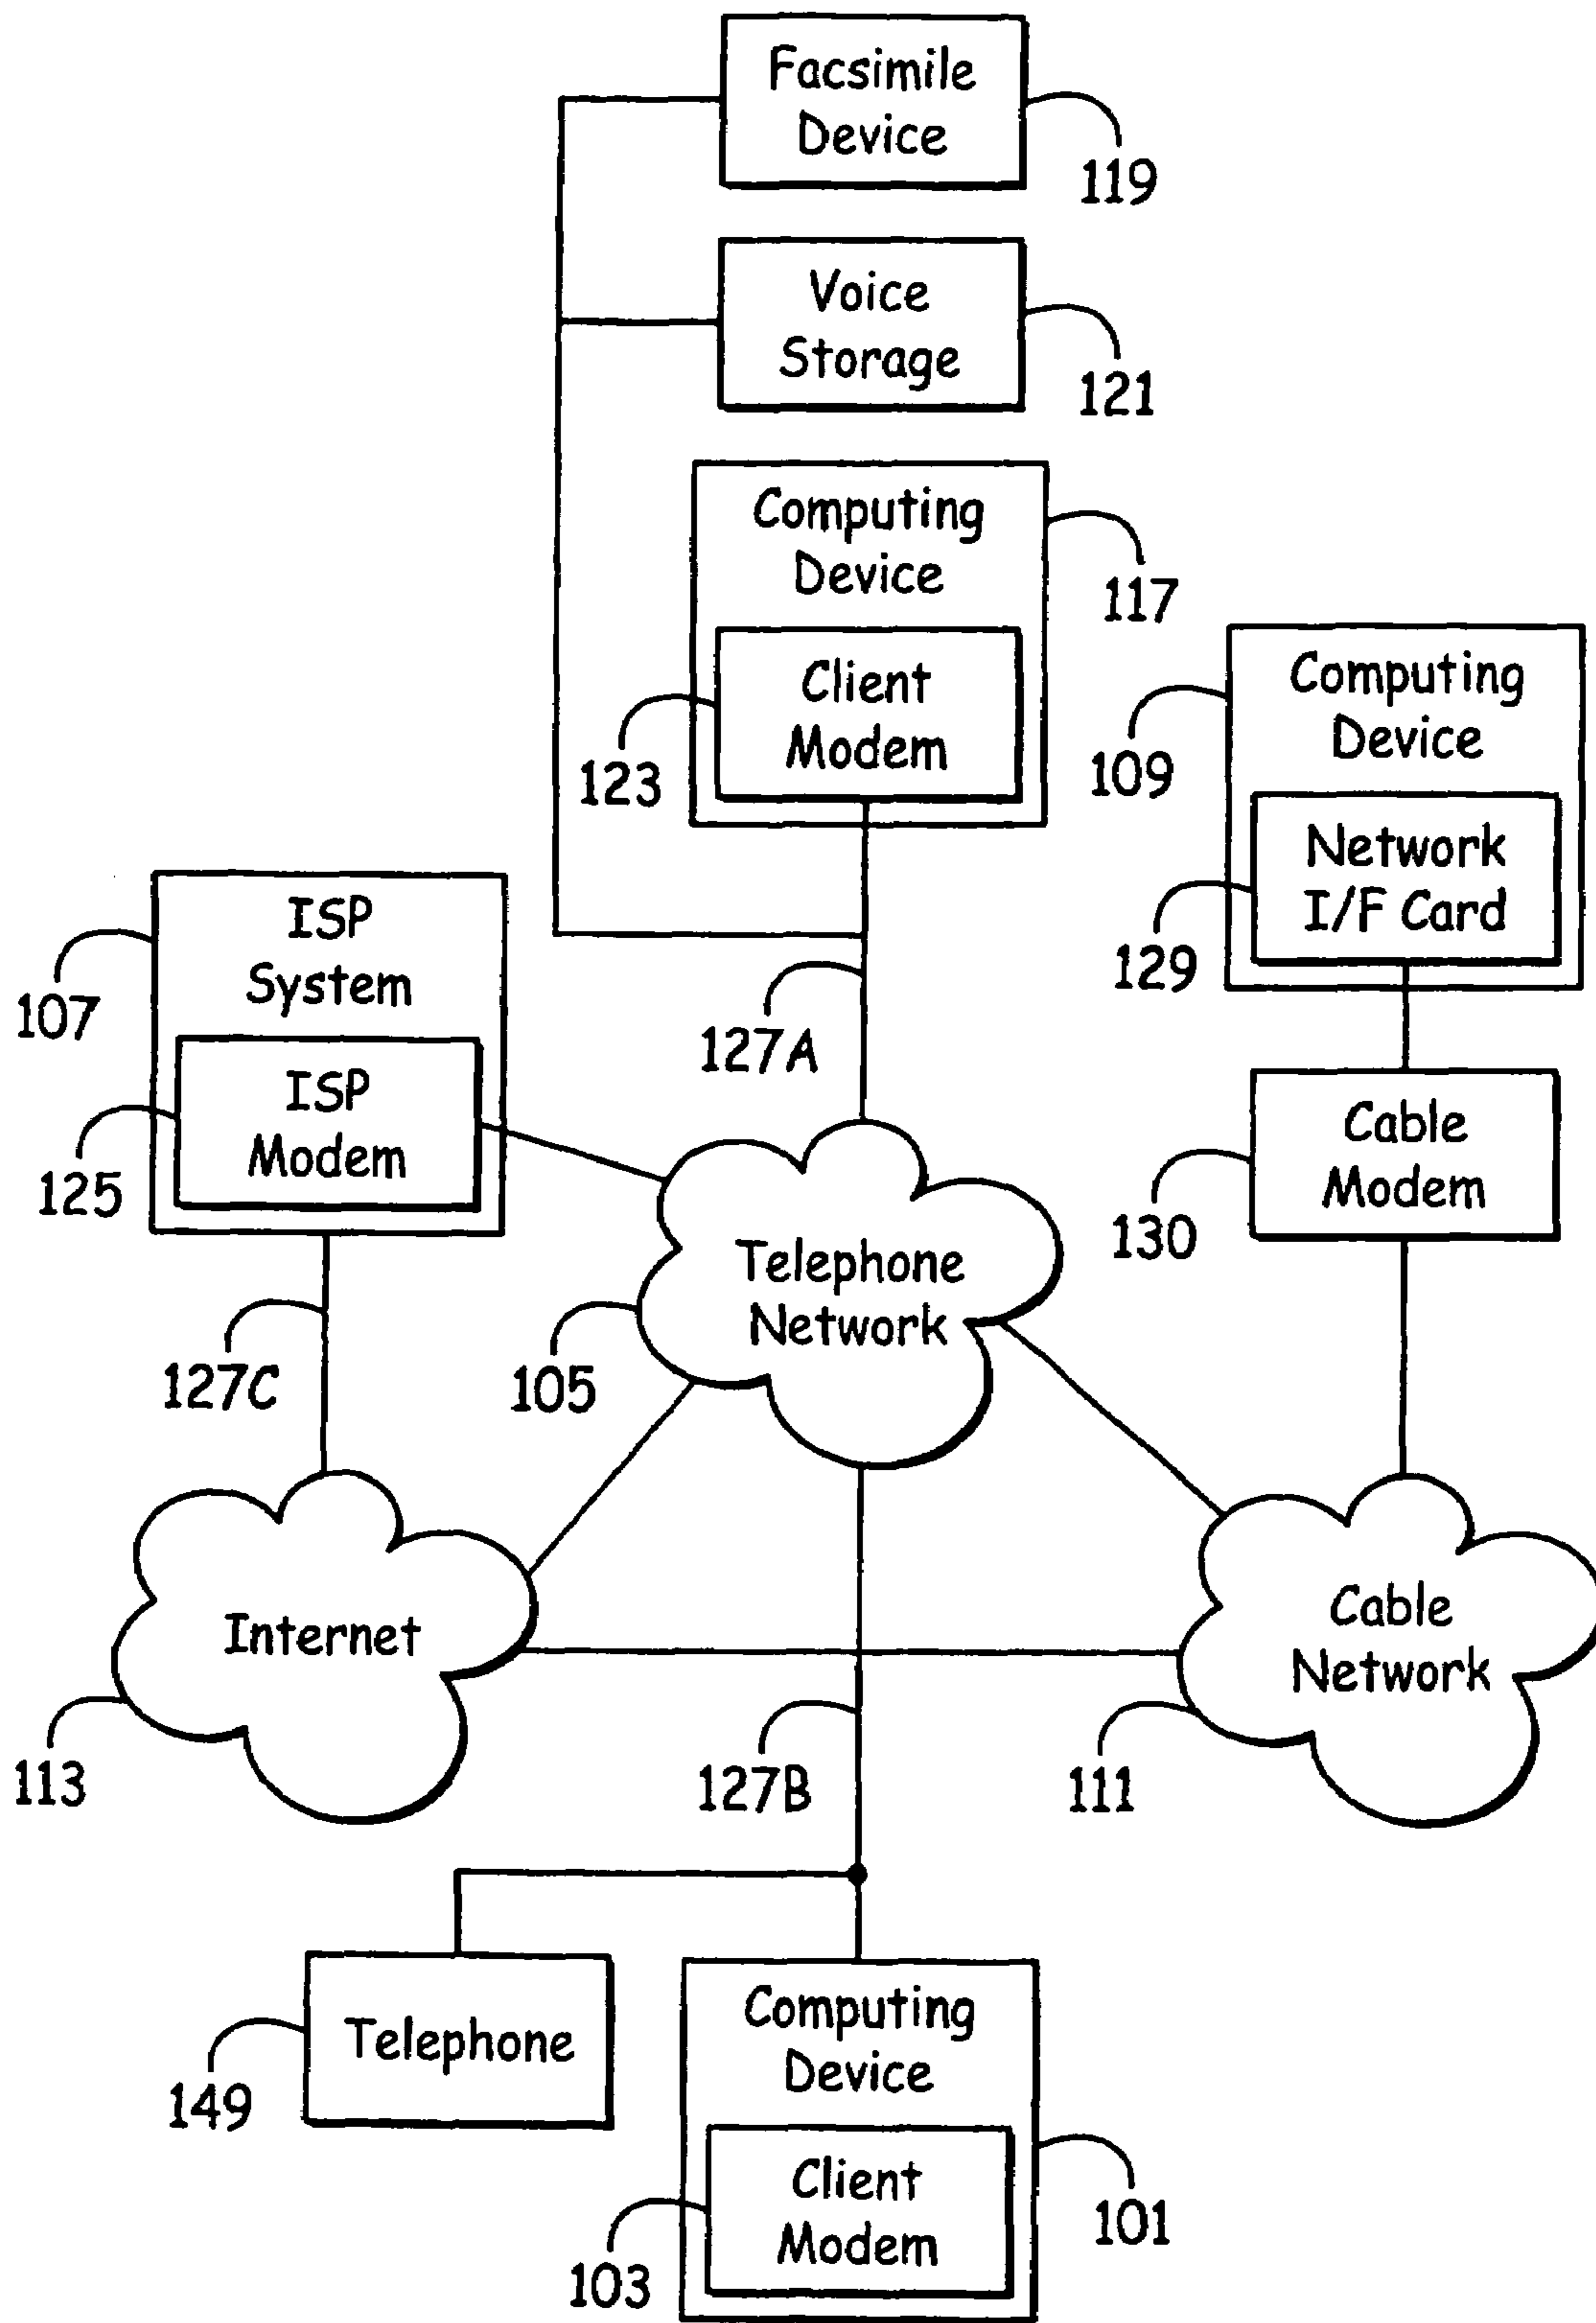 Facsimile
Device
119
Voice
Storage
121
Computing
Device
117
Client
Modem
123
Computing
Device
109
Network
I/F Card
129
ISP
System
107
ISP
Modem
125
127A
Cable
Modem
130
Telephone
Network
105
127C
Internet
113
Cable
Network
111
127B
Telephone
149
Computing
Device
101
Client
Modem
103